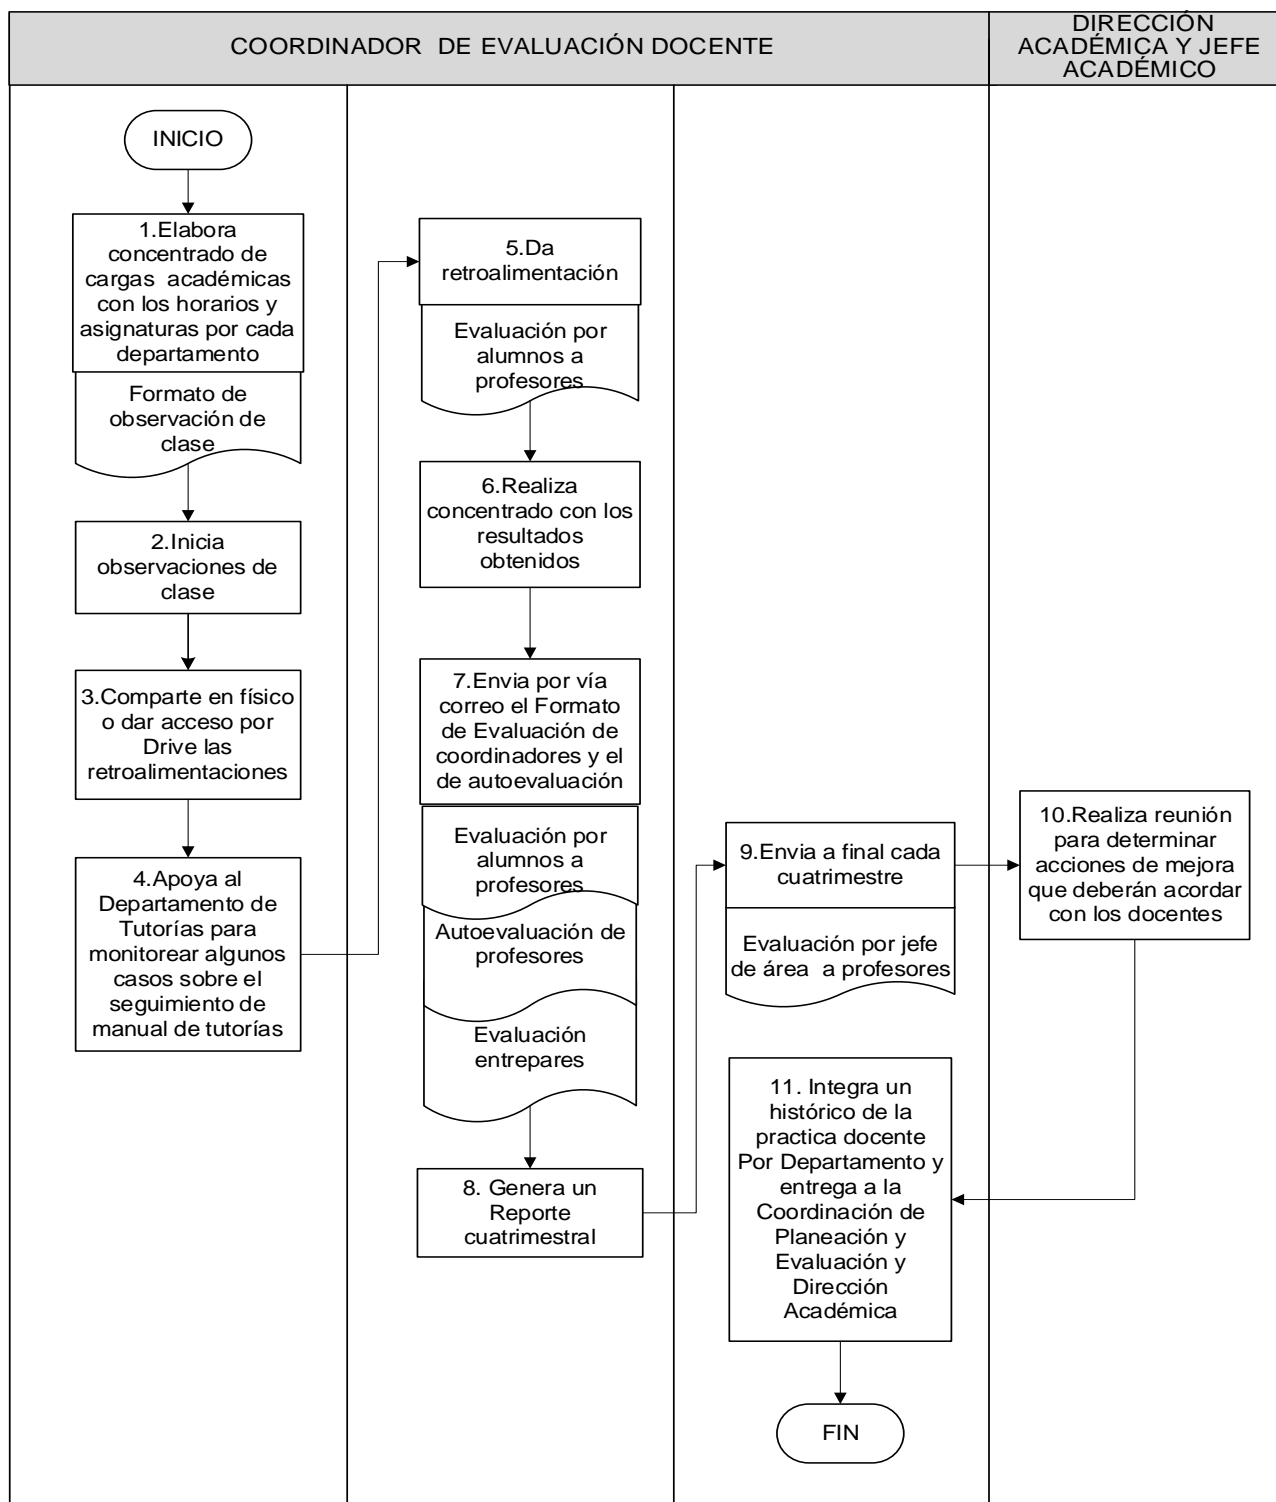 COORDINADOR DE EVALUACIÓN DOCENTE
DIRECCIÓN
ACADÉMICA Y JEFE
ACADÉMICO
INICIO
1.Elabora
concentrado de
cargas académicas
con los horarios y
asignaturas por cada
departamento
Formato de
observación de
clase
2.Inicia
observaciones de
clase
3.Comparte en físico
o dar acceso por
Drive las
retroalimentaciones
4.Apoya al
Departamento de
Tutorías para
monitorear algunos
casos sobre el
seguimiento de
manual de tutorías
5.Da
retroalimentación
Evaluación por
alumnos a
profesores
6.Realiza
concentrado con los
resultados
obtenidos
7.Envia por vía
correo el Formato
de Evaluación de
coordinadores y el
de autoevaluación
Evaluación por
alumnos a
profesores
Autoevaluación de
profesores
Evaluación
entrepares
8. Genera un
Reporte
cuatrimestral
9.Envia a final cada
cuatrimestre
Evaluación por jefe
de área a profesores
10.Realiza reunión
para determinar
acciones de mejora
que deberán acordar
con los docentes
11. Integra un
histórico de la
practica docente
Por Departamento y
entrega a la
Coordinación de
Planeación y
Evaluación y
Dirección
Académica
FIN